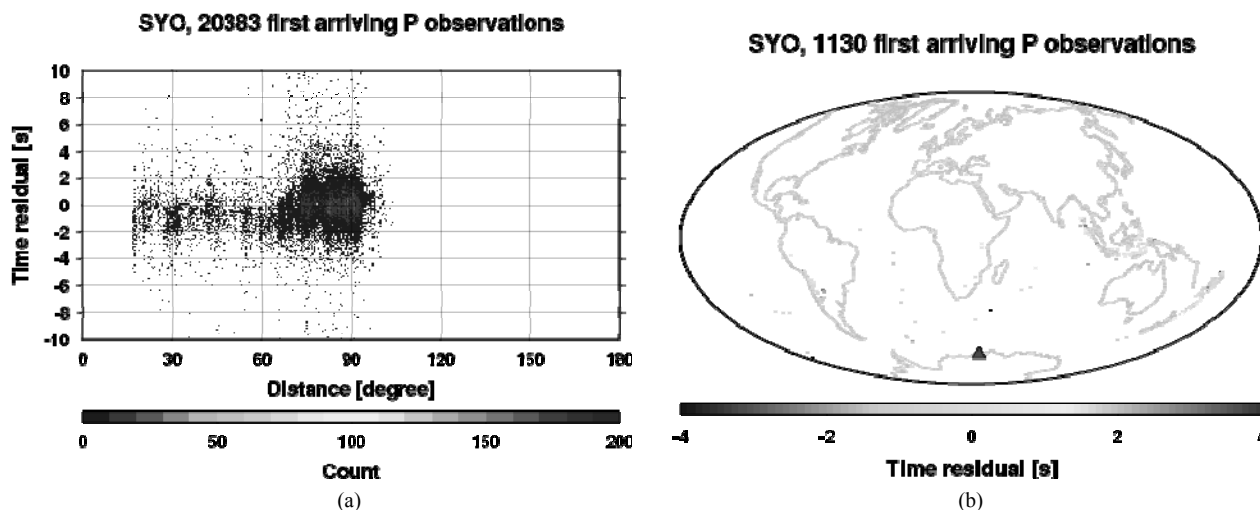 SYO, 20383 first arriving P observations
10
8
6
4
2
0
-2
-4
-6
-8
-10
Time residual [s]
0 30 60 90 120 150 180
Distance [degree]
0 50 100 150 200
Count
(a)
SYO, 1130 first arriving P observations
-4 -2 0 2 4
Time residual [s]
(b)